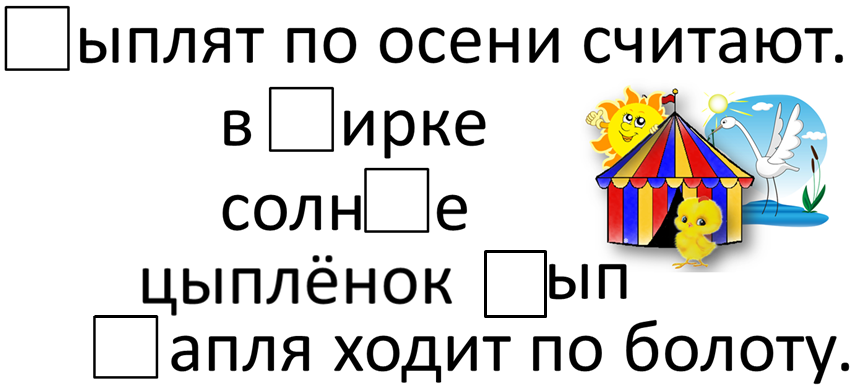 □ыплят по осени считают.
в □ирке
солн□е
цыплёнок □ып
□апля ходит по болоту.